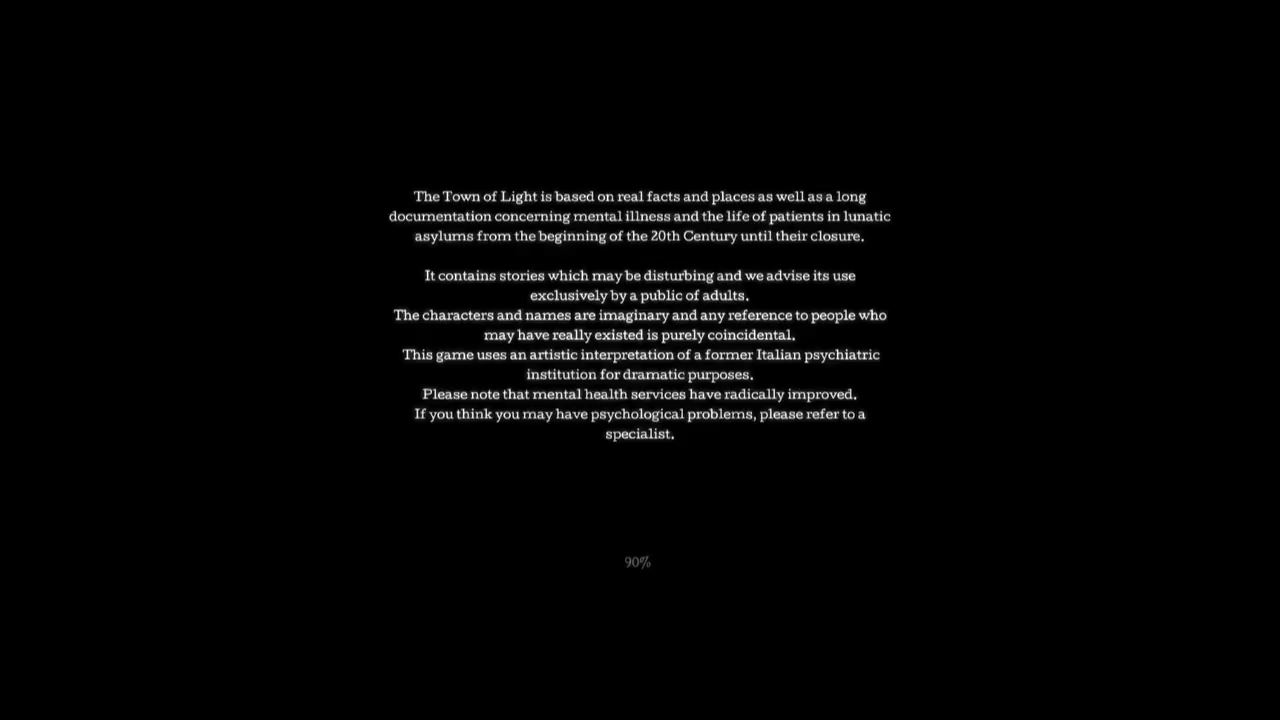 The Town of Light is based on real facts and places as well as a long
documentation concerning mental illness and the life of patients in lunatic
asylums from the beginning of the 20th Century until their closure.
It contains stories which may be disturbing and we advise its use
exclusively by a public of adults.
The characters and names are imaginary and any reference to people who
may have really existed is purely coincidental.
This game uses an artistic interpretation of a former Italian psychiatric
institution for dramatic purposes.
Please note that mental health services have radically improved.
If you think you may have psychological problems, please refer to a
specialist.
90%